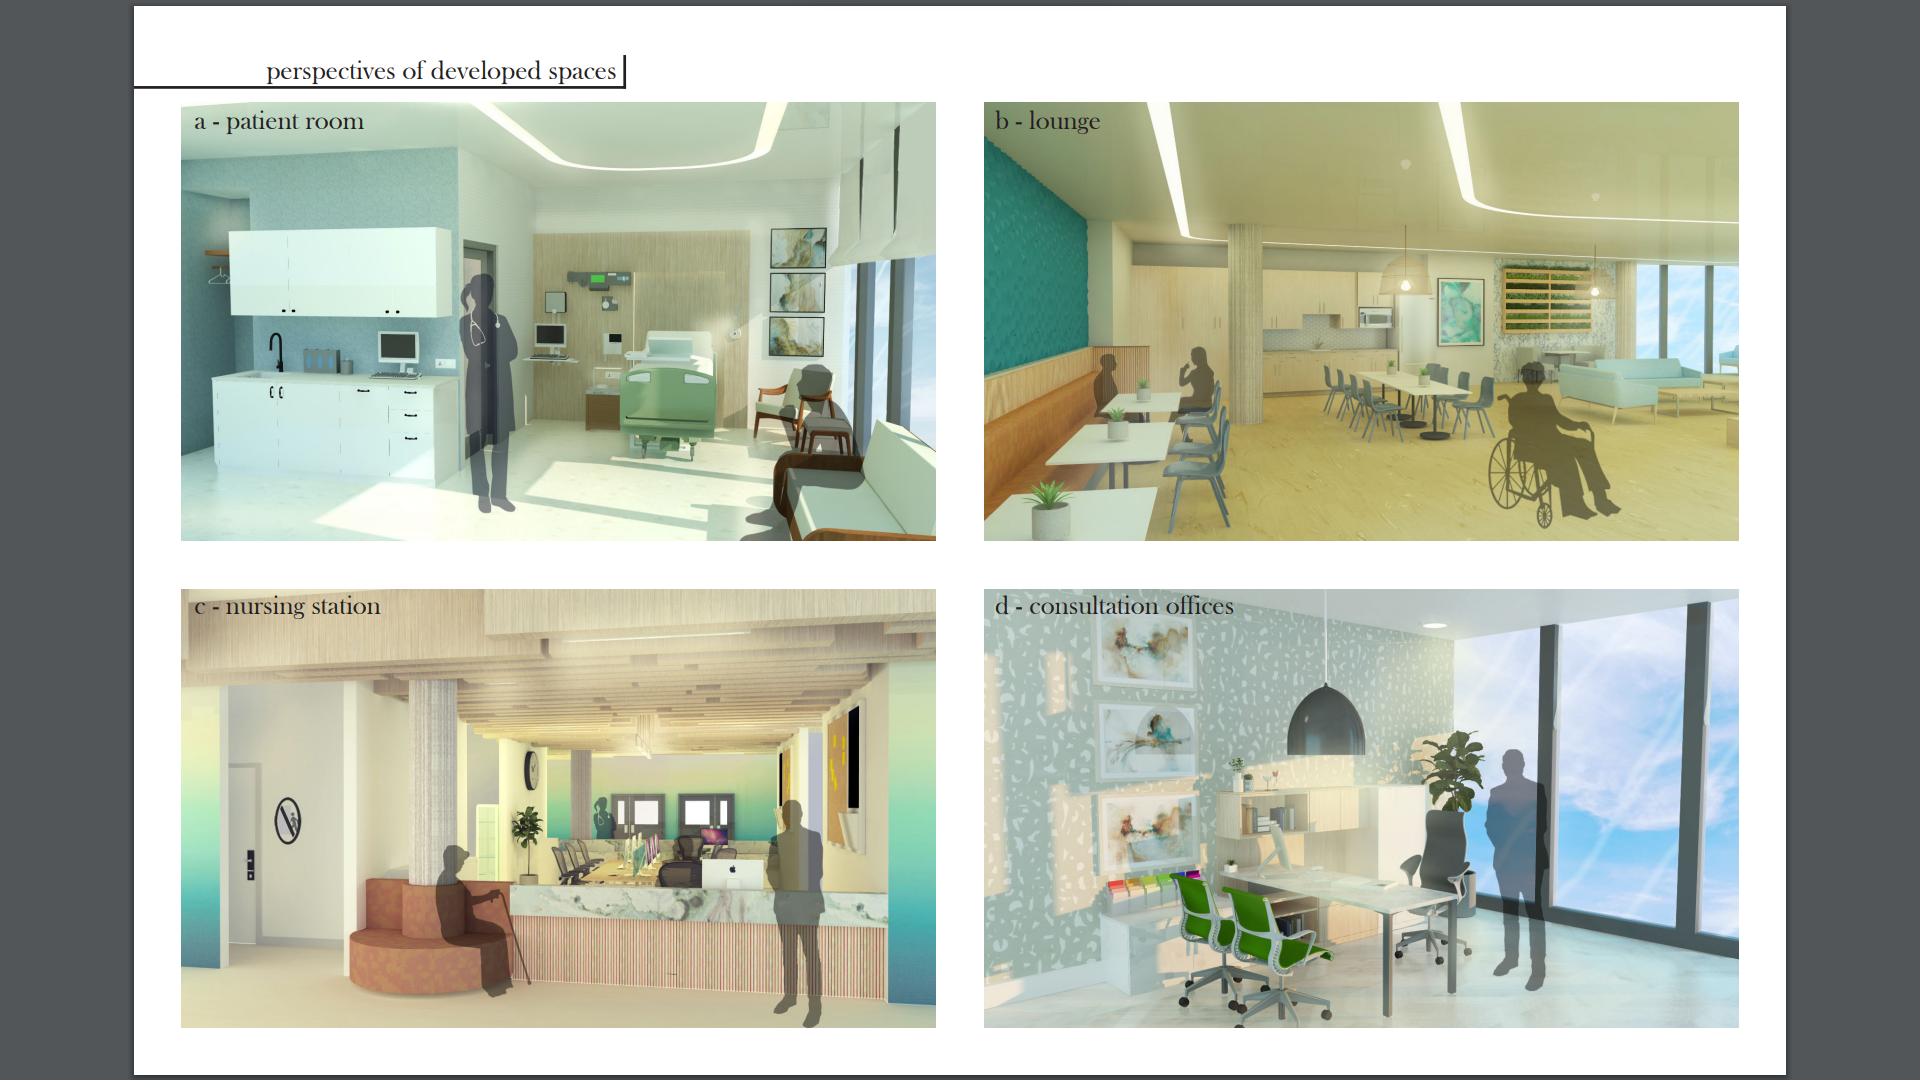 perspectives of developed spaces
a - patient room
b - lounge
c - nursing station
d - consultation offices